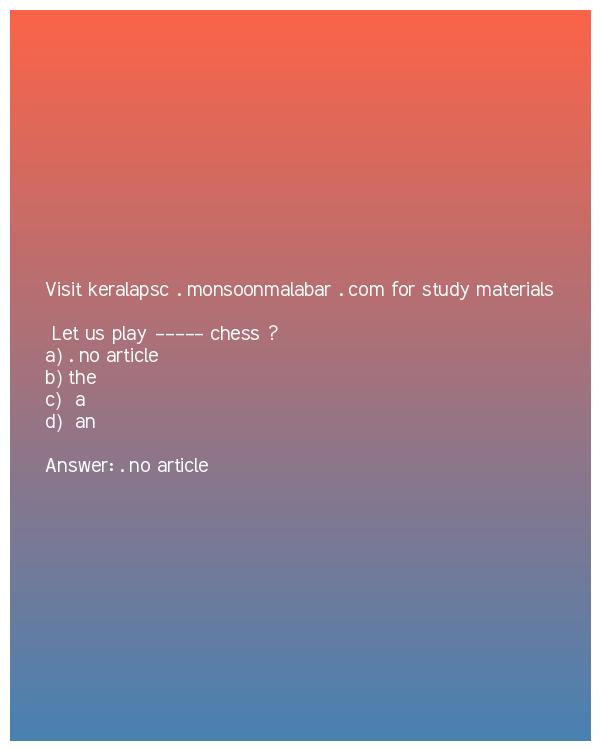 Visit keralapsc .monsoonmalabar .com for study materials
Let us play ----- chess ?
a) .no article
b) the
c) a
d) an
Answer: .no article